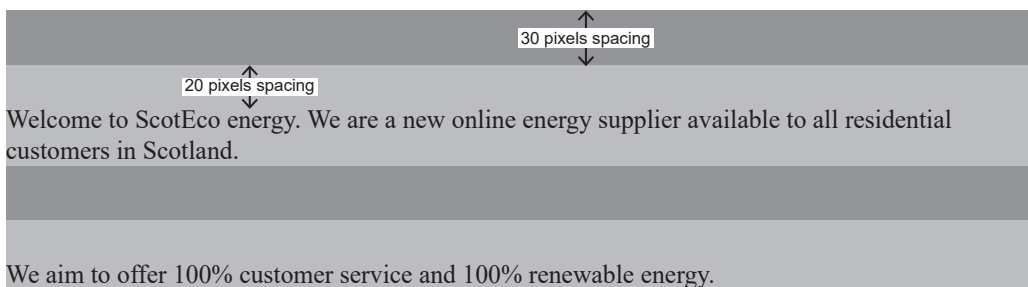 30 pixels spacing
20 pixels spacing
Welcome to ScotEco energy. We are a new online energy supplier available to all residential
customers in Scotland.
We aim to offer 100% customer service and 100% renewable energy.